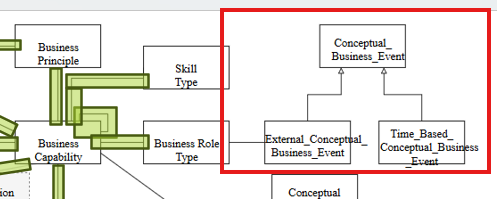 Business
Principle
Skill
Type
Conceptual_
Business_Event
Business
Capability
Business Role
Type
External_Conceptual_
Business_Event
Time_Based_
Conceptual_Business
_Event
Conceptual